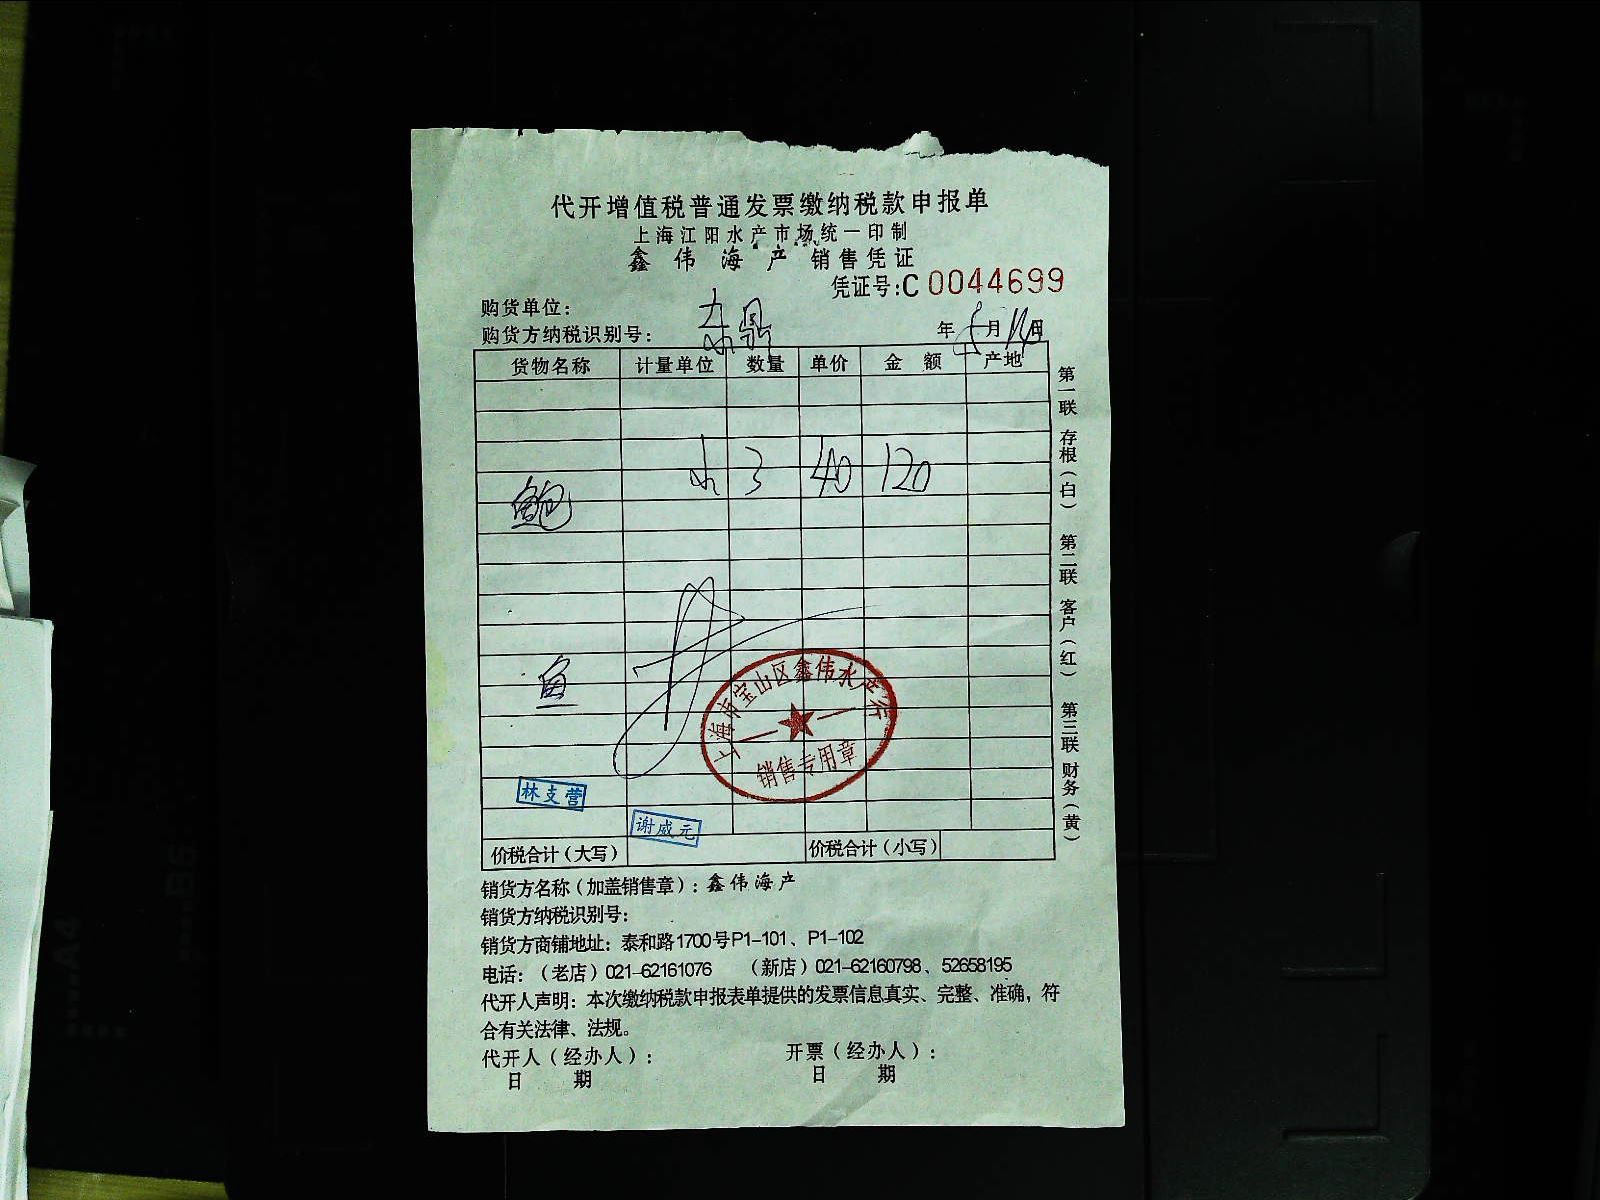 代开增值税普通发票缴纳税款申报单
上海江阳水产市场统一印制
鑫伟海产销售凭证
凭证号:C 0044699
购货单位:
购货方纳税识别号:
年 月 日
货物名称 计量单位 数量 单价 金额 产地
3 40 120
鲍
鱼
上海市宝山区鑫伟水产行
销售专用章
林支营
谢威元
价税合计(大写) 价税合计(小写)
第一联 存根(白) 第二联 客户(红) 第三联 财务(黄)
销货方名称(加盖销售章):鑫伟海产
销货方纳税识别号:
销货方商铺地址:泰和路1700号P1-101、P1-102
电话:(老店)021-62161076 (新店)021-62160798、52658195
代开人声明:本次缴纳税款申报表单提供的发票信息真实、完整、准确,符
合有关法律、法规。
代开人(经办人): 开票(经办人):
日期 日期